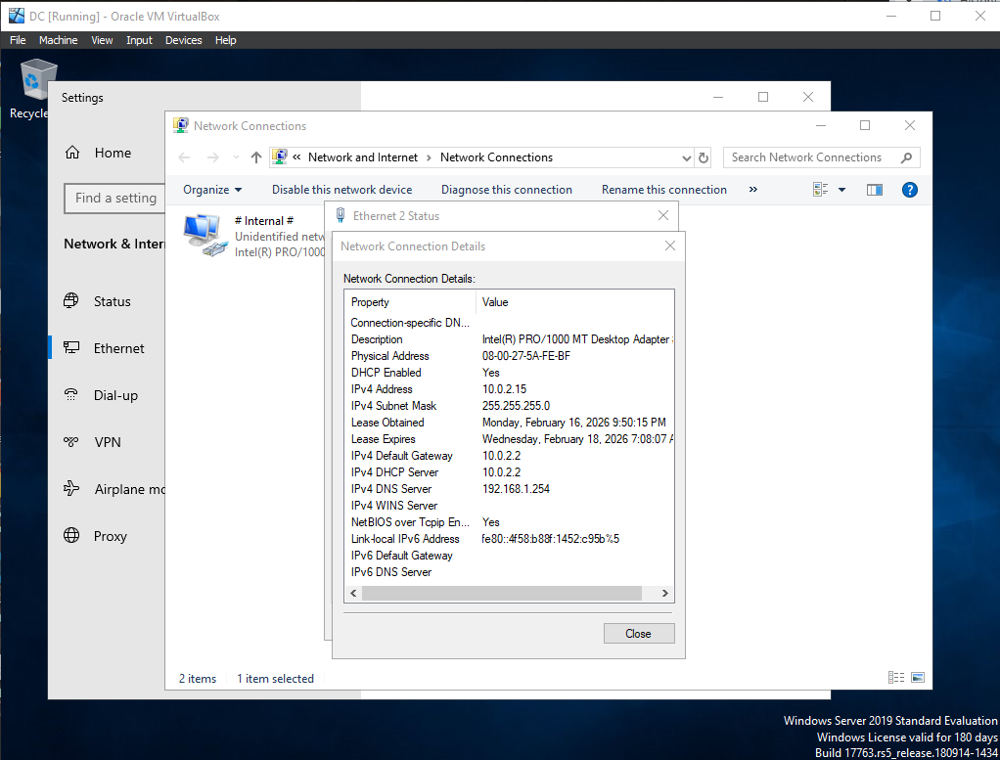 DC [Running] - Oracle VM VirtualBox
File Machine View Input Devices Help
Recycle
Settings
Home
Find a setting
Network & Inter
Status
Ethernet
Dial-up
VPN
Airplane mo
Proxy
Network Connections
« Network and Internet › Network Connections
Search Network Connections
Organize Disable this network device Diagnose this connection Rename this connection »
# Internal #
Unidentified netw
Intel(R) PRO/1000
Ethernet 2 Status
Network Connection Details
Network Connection Details:
Property Value
Connection-specific DN...
Description Intel(R) PRO/1000 MT Desktop Adapter
Physical Address 08-00-27-5A-FE-BF
DHCP Enabled Yes
IPv4 Address 10.0.2.15
IPv4 Subnet Mask 255.255.255.0
Lease Obtained Monday, February 16, 2026 9:50:15 PM
Lease Expires Wednesday, February 18, 2026 7:08:07 A
IPv4 Default Gateway 10.0.2.2
IPv4 DHCP Server 10.0.2.2
IPv4 DNS Server 192.168.1.254
IPv4 WINS Server
NetBIOS over Tcpip En... Yes
Link-local IPv6 Address fe80::4f58:b88f:1452:c95b%5
IPv6 Default Gateway
IPv6 DNS Server
Close
2 items 1 item selected
Windows Server 2019 Standard Evaluation
Windows License valid for 180 days
Build 17763.rs5_release.180914-1434